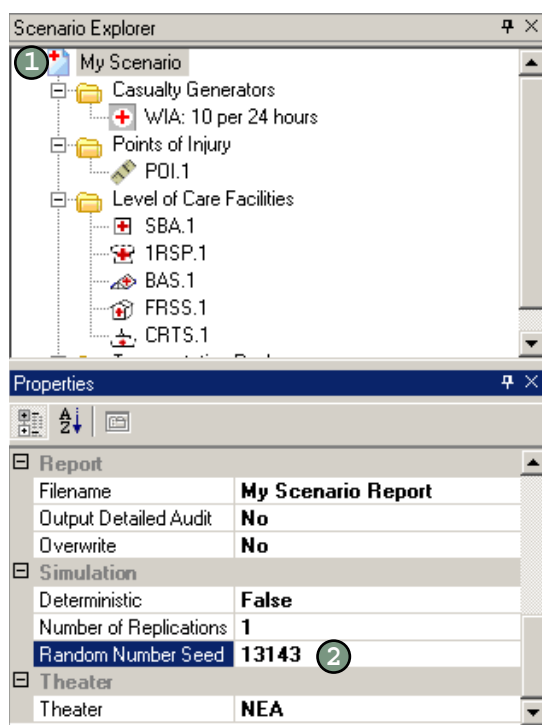 Scenario Explorer
1 My Scenario
Casualty Generators
WIA: 10 per 24 hours
Points of Injury
POI.1
Level of Care Facilities
SBA.1
1RSP.1
BAS.1
FRSS.1
CRTS.1
Properties
Report
Filename My Scenario Report
Output Detailed Audit No
Overwrite No
Simulation
Deterministic False
Number of Replications 1
Random Number Seed 13143 2
Theater
Theater NEA